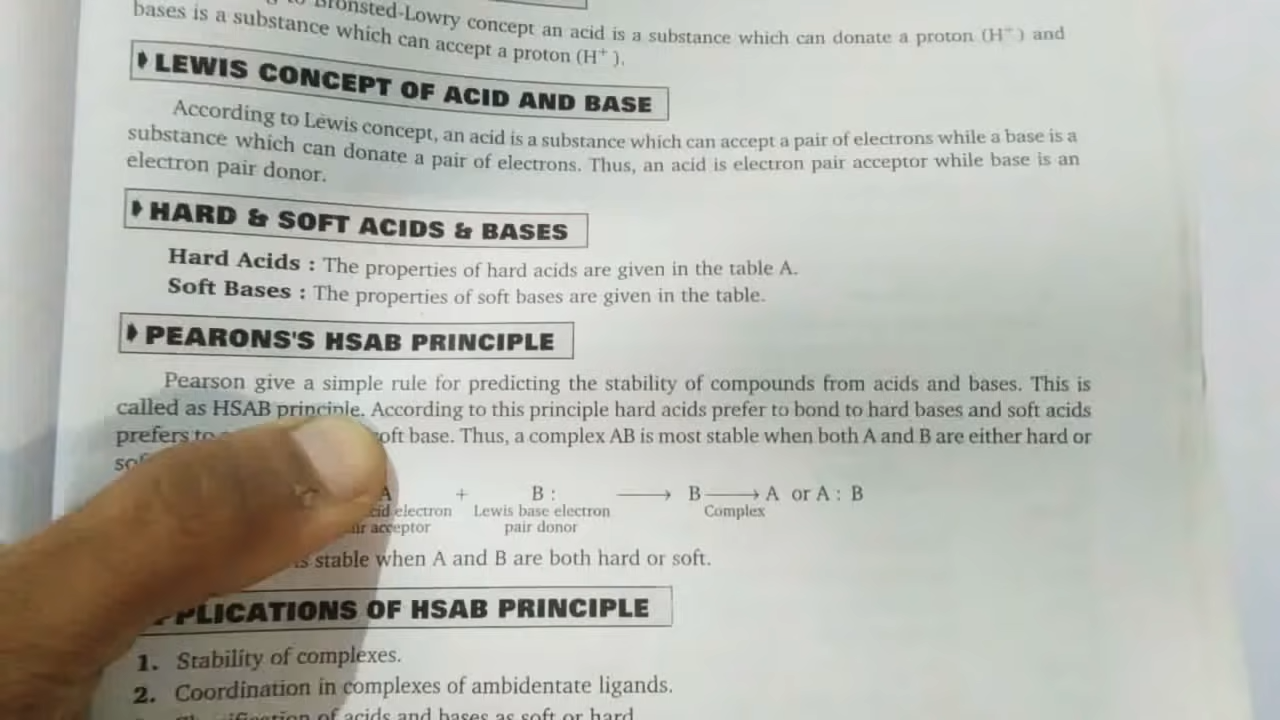 Bronsted-Lowry concept an acid is a substance which can donate a proton (H⁺) and
bases is a substance which can accept a proton (H⁺).
LEWIS CONCEPT OF ACID AND BASE
According to Lewis concept, an acid is a substance which can accept a pair of electrons while a base is a
substance which can donate a pair of electrons. Thus, an acid is electron pair acceptor while base is an
electron pair donor.
HARD & SOFT ACIDS & BASES
Hard Acids : The properties of hard acids are given in the table A.
Soft Bases : The properties of soft bases are given in the table.
PEARONS'S HSAB PRINCIPLE
Pearson give a simple rule for predicting the stability of compounds from acids and bases. This is
called as HSAB principle. According to this principle hard acids prefer to bond to hard bases and soft acids
prefers base. Thus, a complex AB is most stable when both A and B are either hard or
A + B : ⟶ B ⟶ A or A : B
electron Lewis base electron Complex
acceptor pair donor
stable when A and B are both hard or soft.
OF HSAB PRINCIPLE
1. Stability of complexes.
2. Coordination in complexes of ambidentate ligands.
of acids and bases as soft or hard